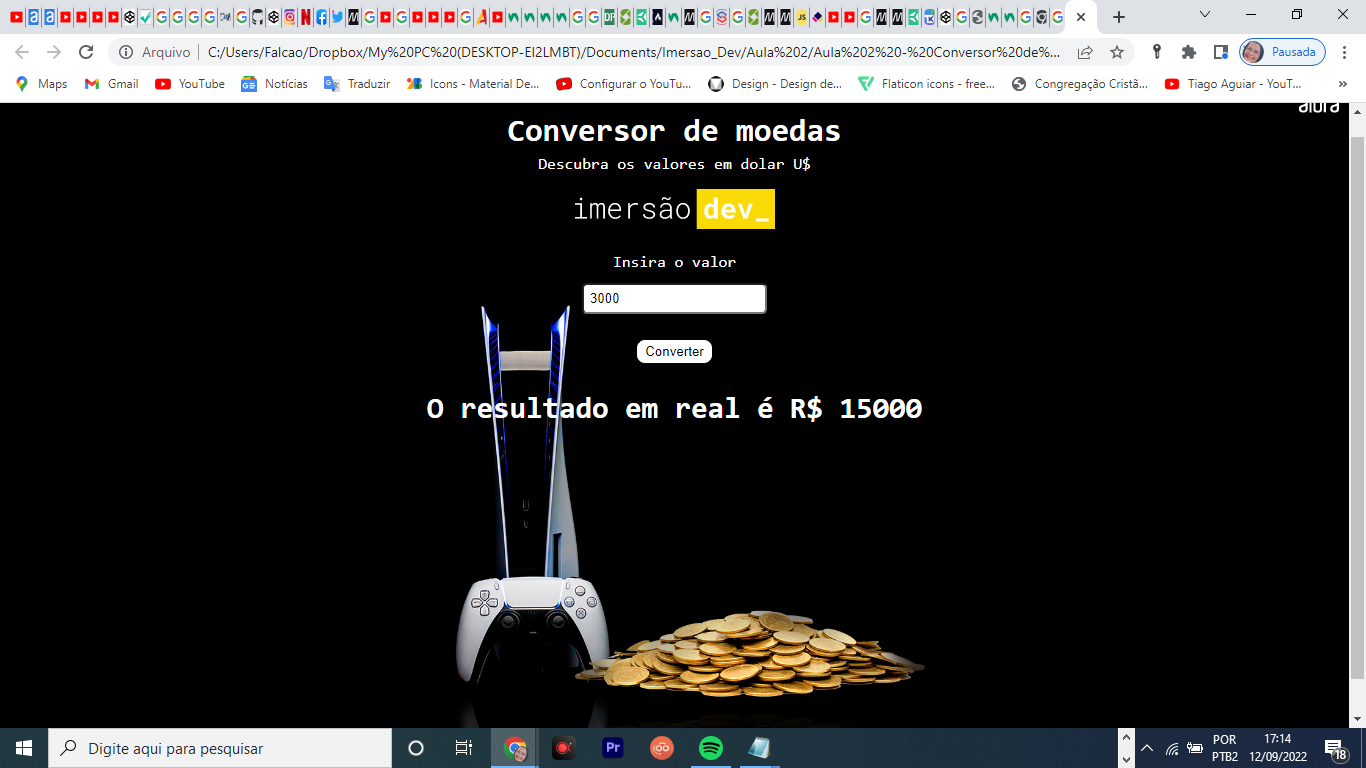 Arquivo
C:/Users/Falcao/Dropbox/My%20PC%20(DESKTOP-EI2LMBT)/Documents/Imersao_Dev/Aula%202/Aula%202%20-%20Conversor%20de%...
Pausada
Maps
Gmail
YouTube
Notícias
Traduzir
Icons - Material De...
Configurar o YouTu...
Design - Design de...
Flaticon icons - free...
Congregação Cristã...
Tiago Aguiar - YouT...
»
alura
Conversor de moedas
Descubra os valores em dolar U$
imersão dev_
Insira o valor
3000
Converter
O resultado em real é R$ 15000
Digite aqui para pesquisar
Pr
POR
PTB2
17:14
12/09/2022
18